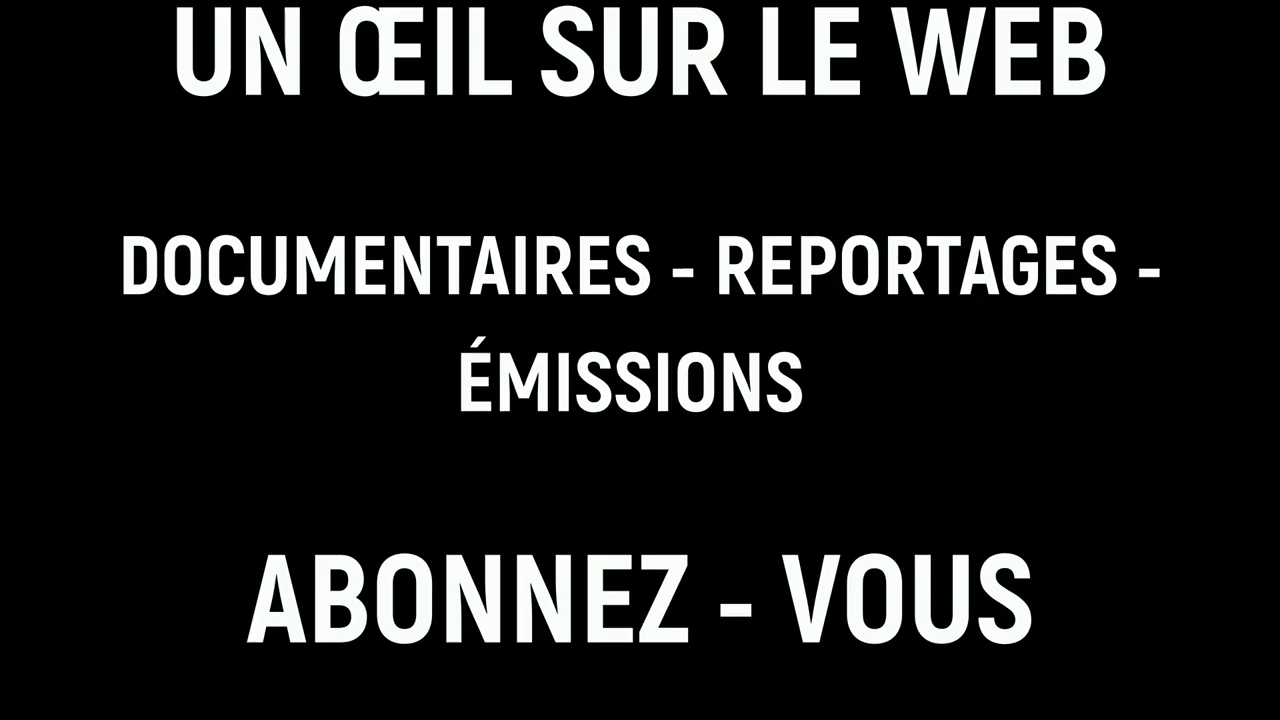 UN ŒIL SUR LE WEB
DOCUMENTAIRES - REPORTAGES -
ÉMISSIONS
ABONNEZ - VOUS